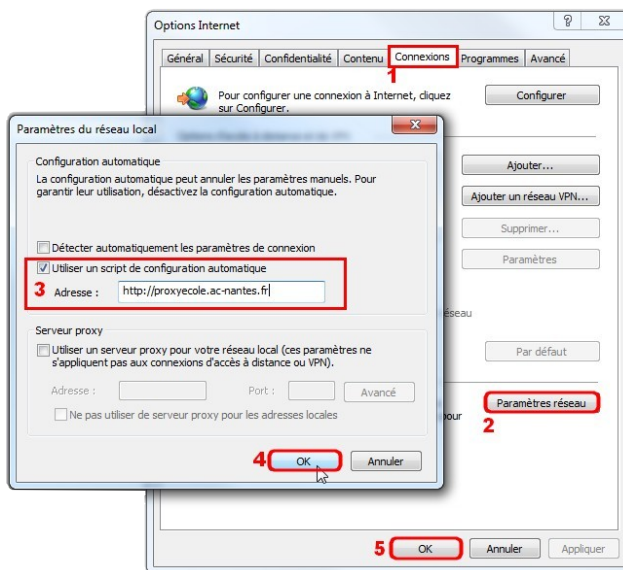 Options Internet
Général Sécurité Confidentialité Contenu Connexions Programmes Avancé
1
Pour configurer une connexion à Internet, cliquez
sur Configurer.
Configurer
Ajouter...
Ajouter un réseau VPN...
Supprimer...
Paramètres
Par défaut
pour
Paramètres réseau
2
5
OK
Annuler
Appliquer
Paramètres du réseau local
Configuration automatique
La configuration automatique peut annuler les paramètres manuels. Pour
garantir leur utilisation, désactivez la configuration automatique.
Détecter automatiquement les paramètres de connexion
Utiliser un script de configuration automatique
3
Adresse : http://proxyecole.ac-nantes.fr
Serveur proxy
Utiliser un serveur proxy pour votre réseau local (ces paramètres ne
s'appliquent pas aux connexions d'accès à distance ou VPN).
Adresse : Port : Avancé
Ne pas utiliser de serveur proxy pour les adresses locales
4
OK
Annuler